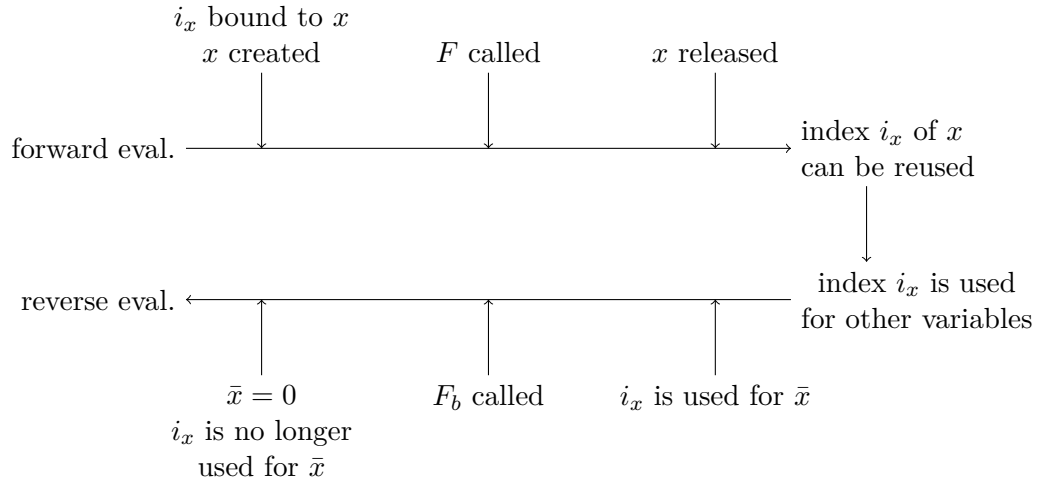 i_x bound to x
x created
F called
x released
forward eval.
index i_x of x
can be reused
reverse eval.
index i_x is used
for other variables
x̄ = 0
i_x is no longer
used for x̄
F_b called
i_x is used for x̄